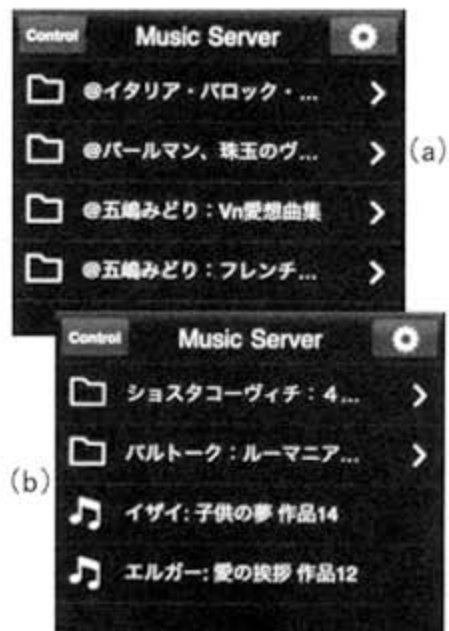 Control Music Server
@イタリア・バロック・...
@パールマン、珠玉のヴ...
(a)
@五嶋みどり：Vn愛想曲集
@五嶋みどり：フレンチ...
Control Music Server
ショスタコーヴィチ：４...
バルトーク：ルーマニア...
(b)
イザイ: 子供の夢 作品14
エルガー: 愛の挨拶 作品12